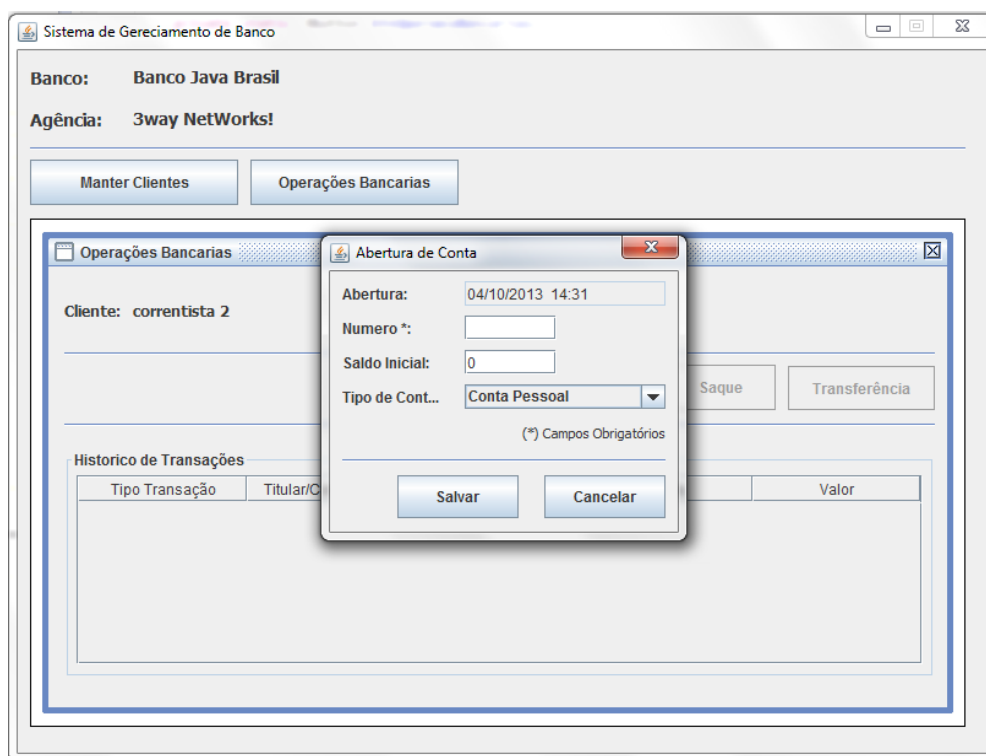 Sistema de Gereciamento de Banco
Banco: Banco Java Brasil
Agência: 3way NetWorks!
Manter Clientes Operações Bancarias
Operações Bancarias
Cliente: correntista 2
Saque Transferência
Historico de Transações
Tipo Transação Titular/C Valor
Abertura de Conta
Abertura: 04/10/2013 14:31
Numero *:
Saldo Inicial: 0
Tipo de Cont... Conta Pessoal
(*) Campos Obrigatórios
Salvar Cancelar